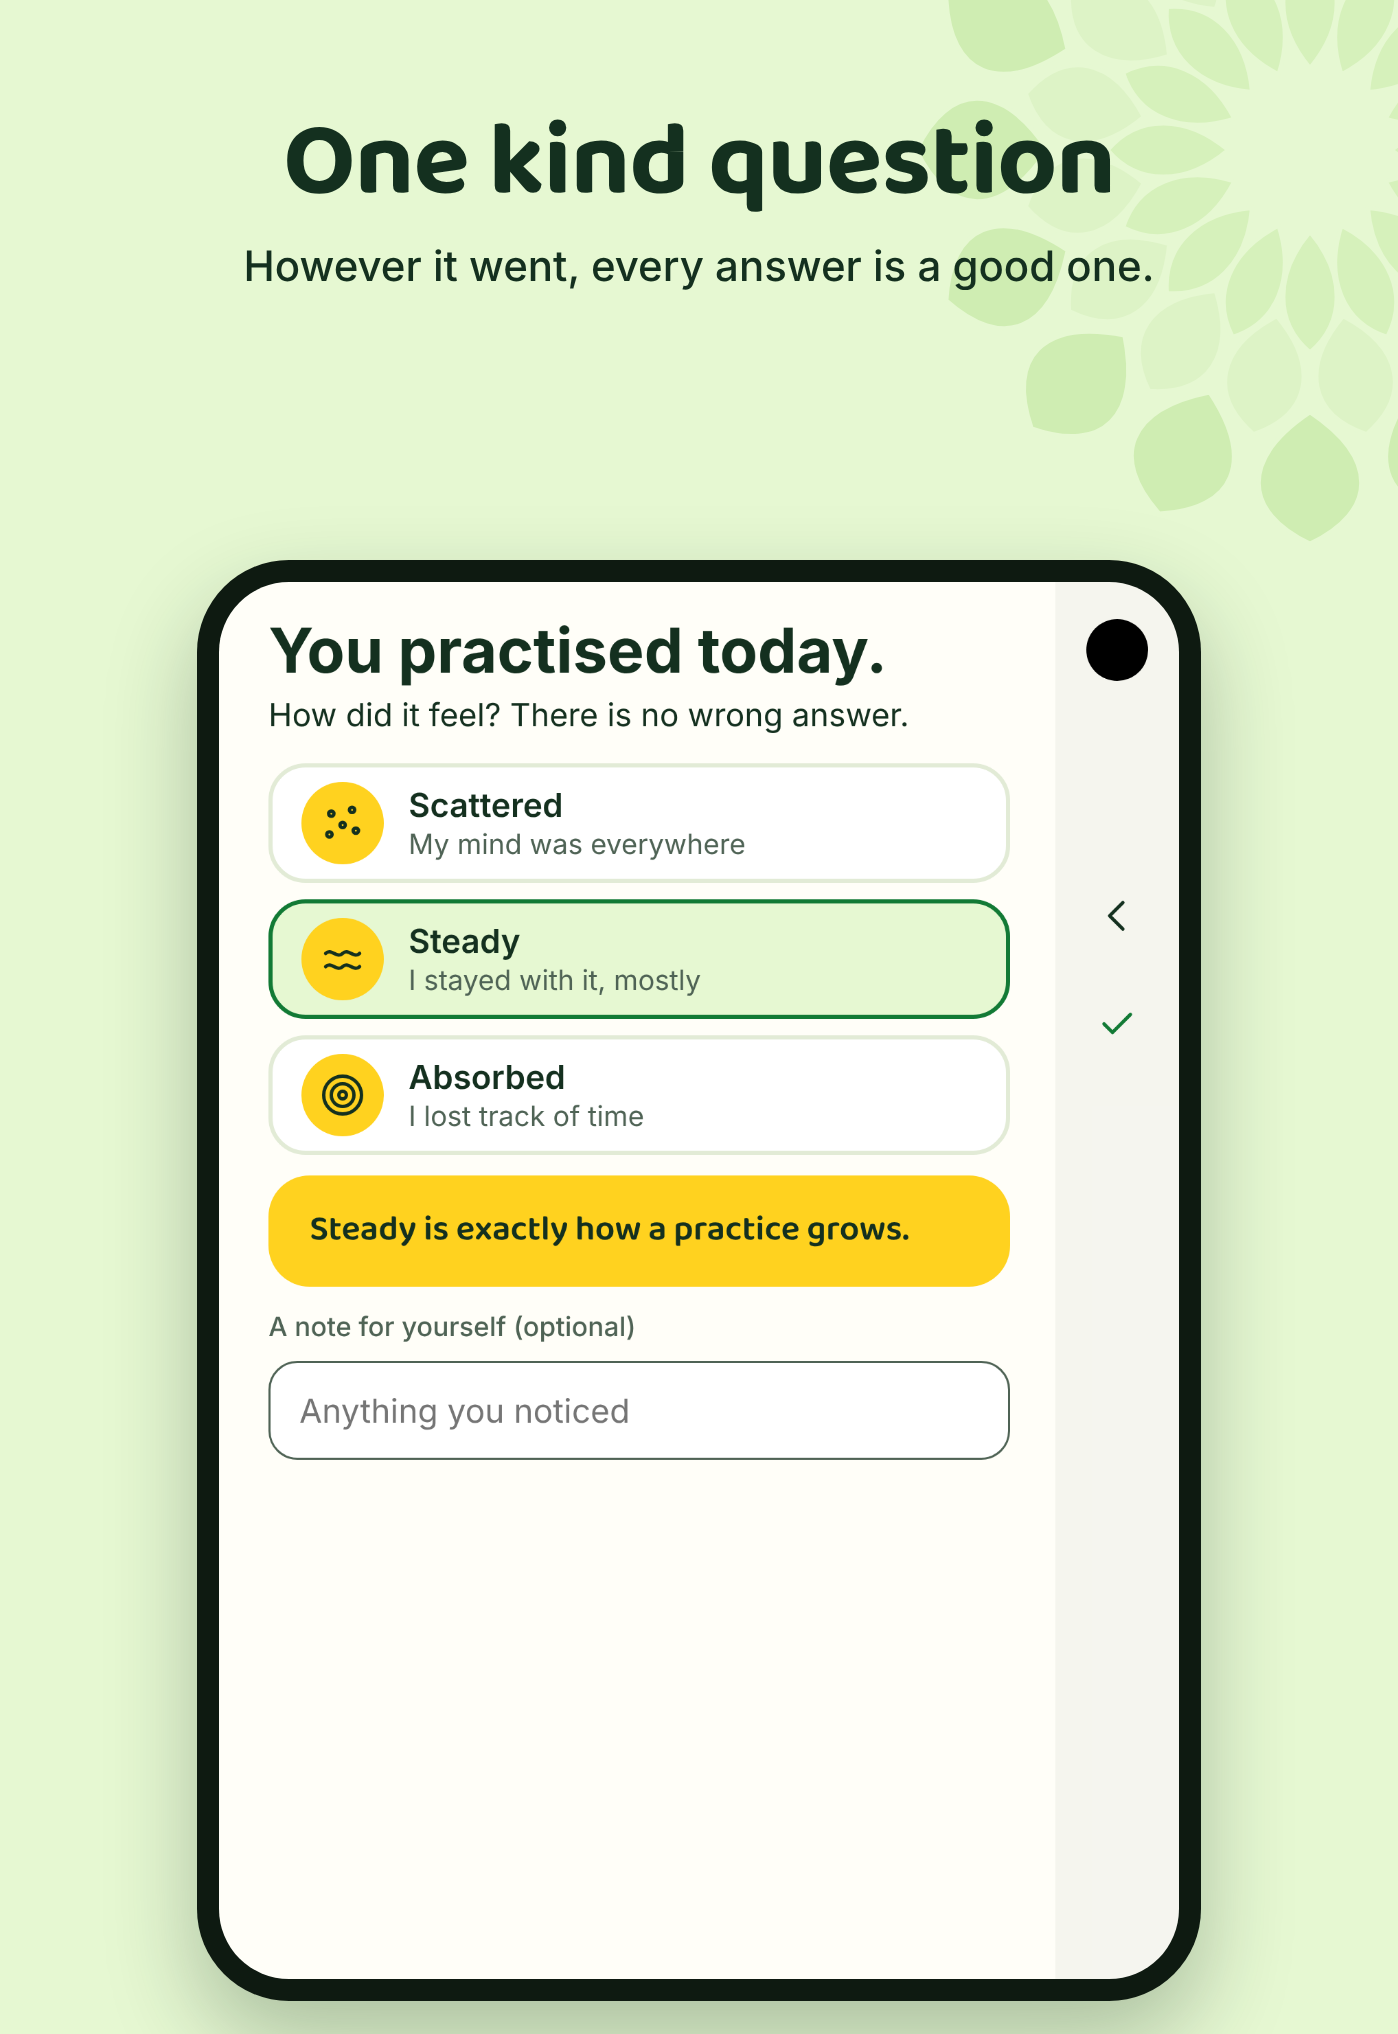 One kind question
However it went, every answer is a good one.
You practised today.
How did it feel? There is no wrong answer.
Scattered
My mind was everywhere
Steady
I stayed with it, mostly
Absorbed
I lost track of time
Steady is exactly how a practice grows.
A note for yourself (optional)
Anything you noticed